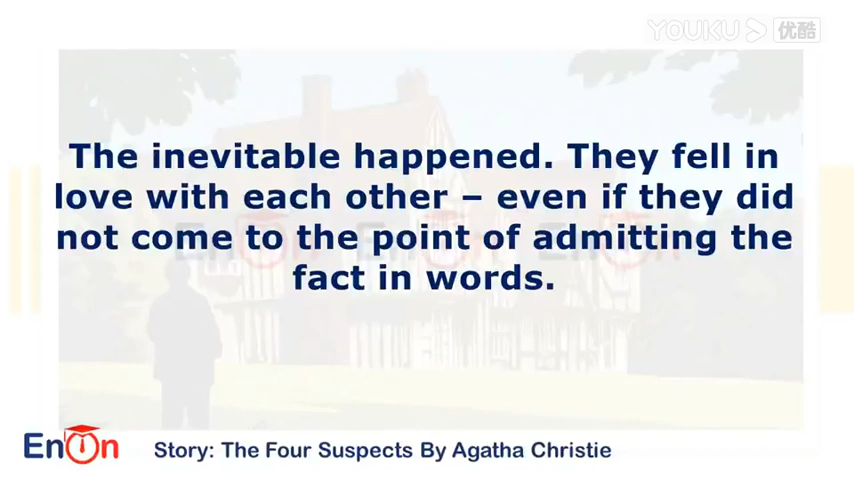 YOUKU 优酷
The inevitable happened. They fell in
love with each other – even if they did
not come to the point of admitting the
fact in words.
EnOn
Story: The Four Suspects By Agatha Christie